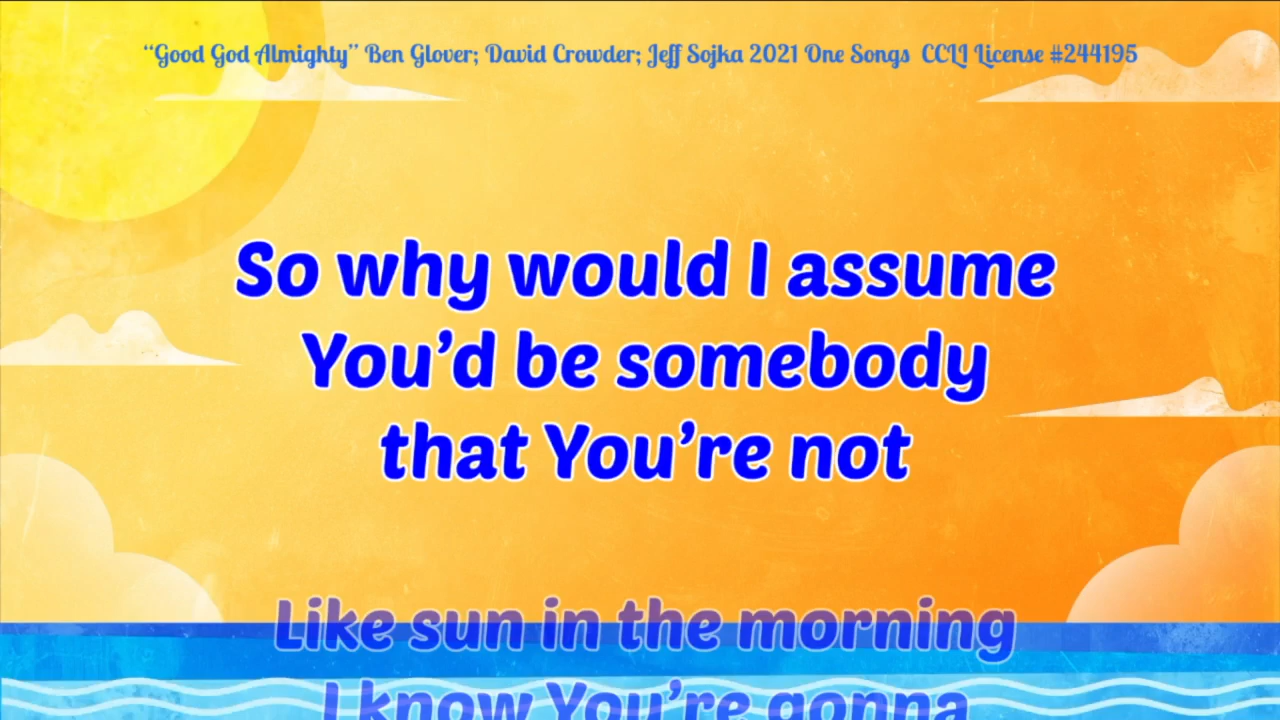 “Good God Almighty” Ben Glover; David Crowder; Jeff Sojka 2021 One Songs CCLI License #244195
So why would I assume
You’d be somebody
that You’re not
Like sun in the morning
I know You’re gonna